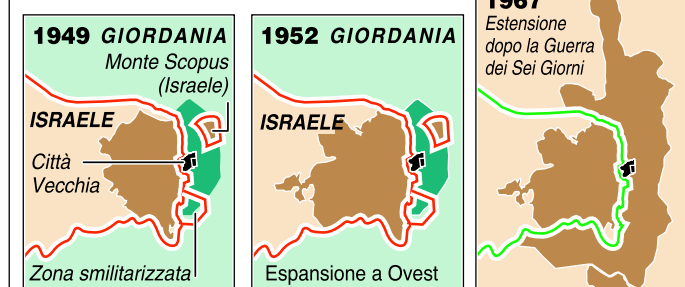 1949 GIORDANIA
Monte Scopus
(Israele)
ISRAELE
Città
Vecchia
Zona smilitarizzata
1952 GIORDANIA
ISRAELE
Espansione a Ovest
1967
Estensione
dopo la Guerra
dei Sei Giorni